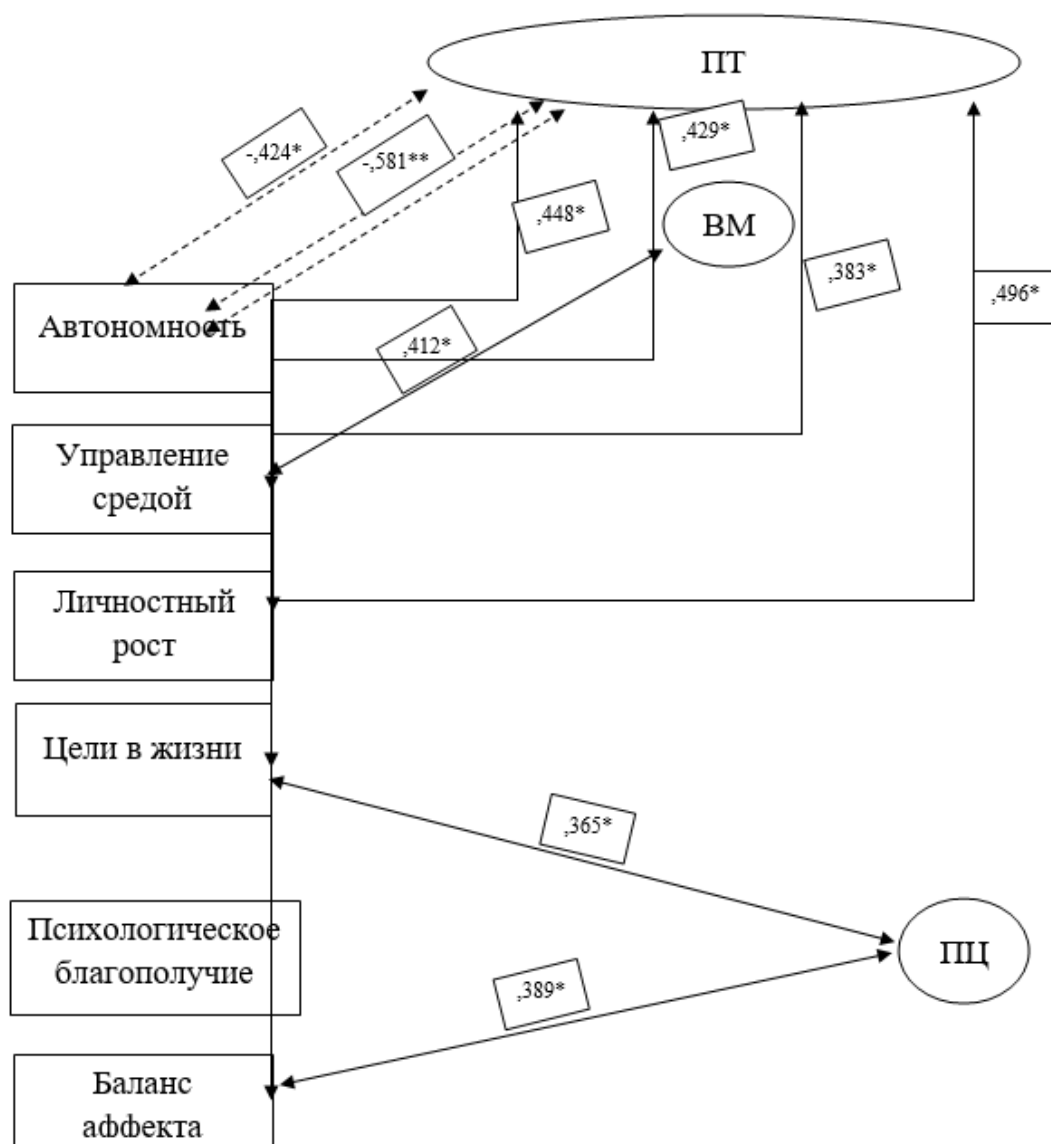 ПТ
-,424*
-,581**
,429*
,448*
ВМ
,383*
,496*
,412*
Автономность
Управление
средой
Личностный
рост
Цели в жизни
,365*
Психологическое
благополучие
ПЦ
,389*
Баланс
аффекта